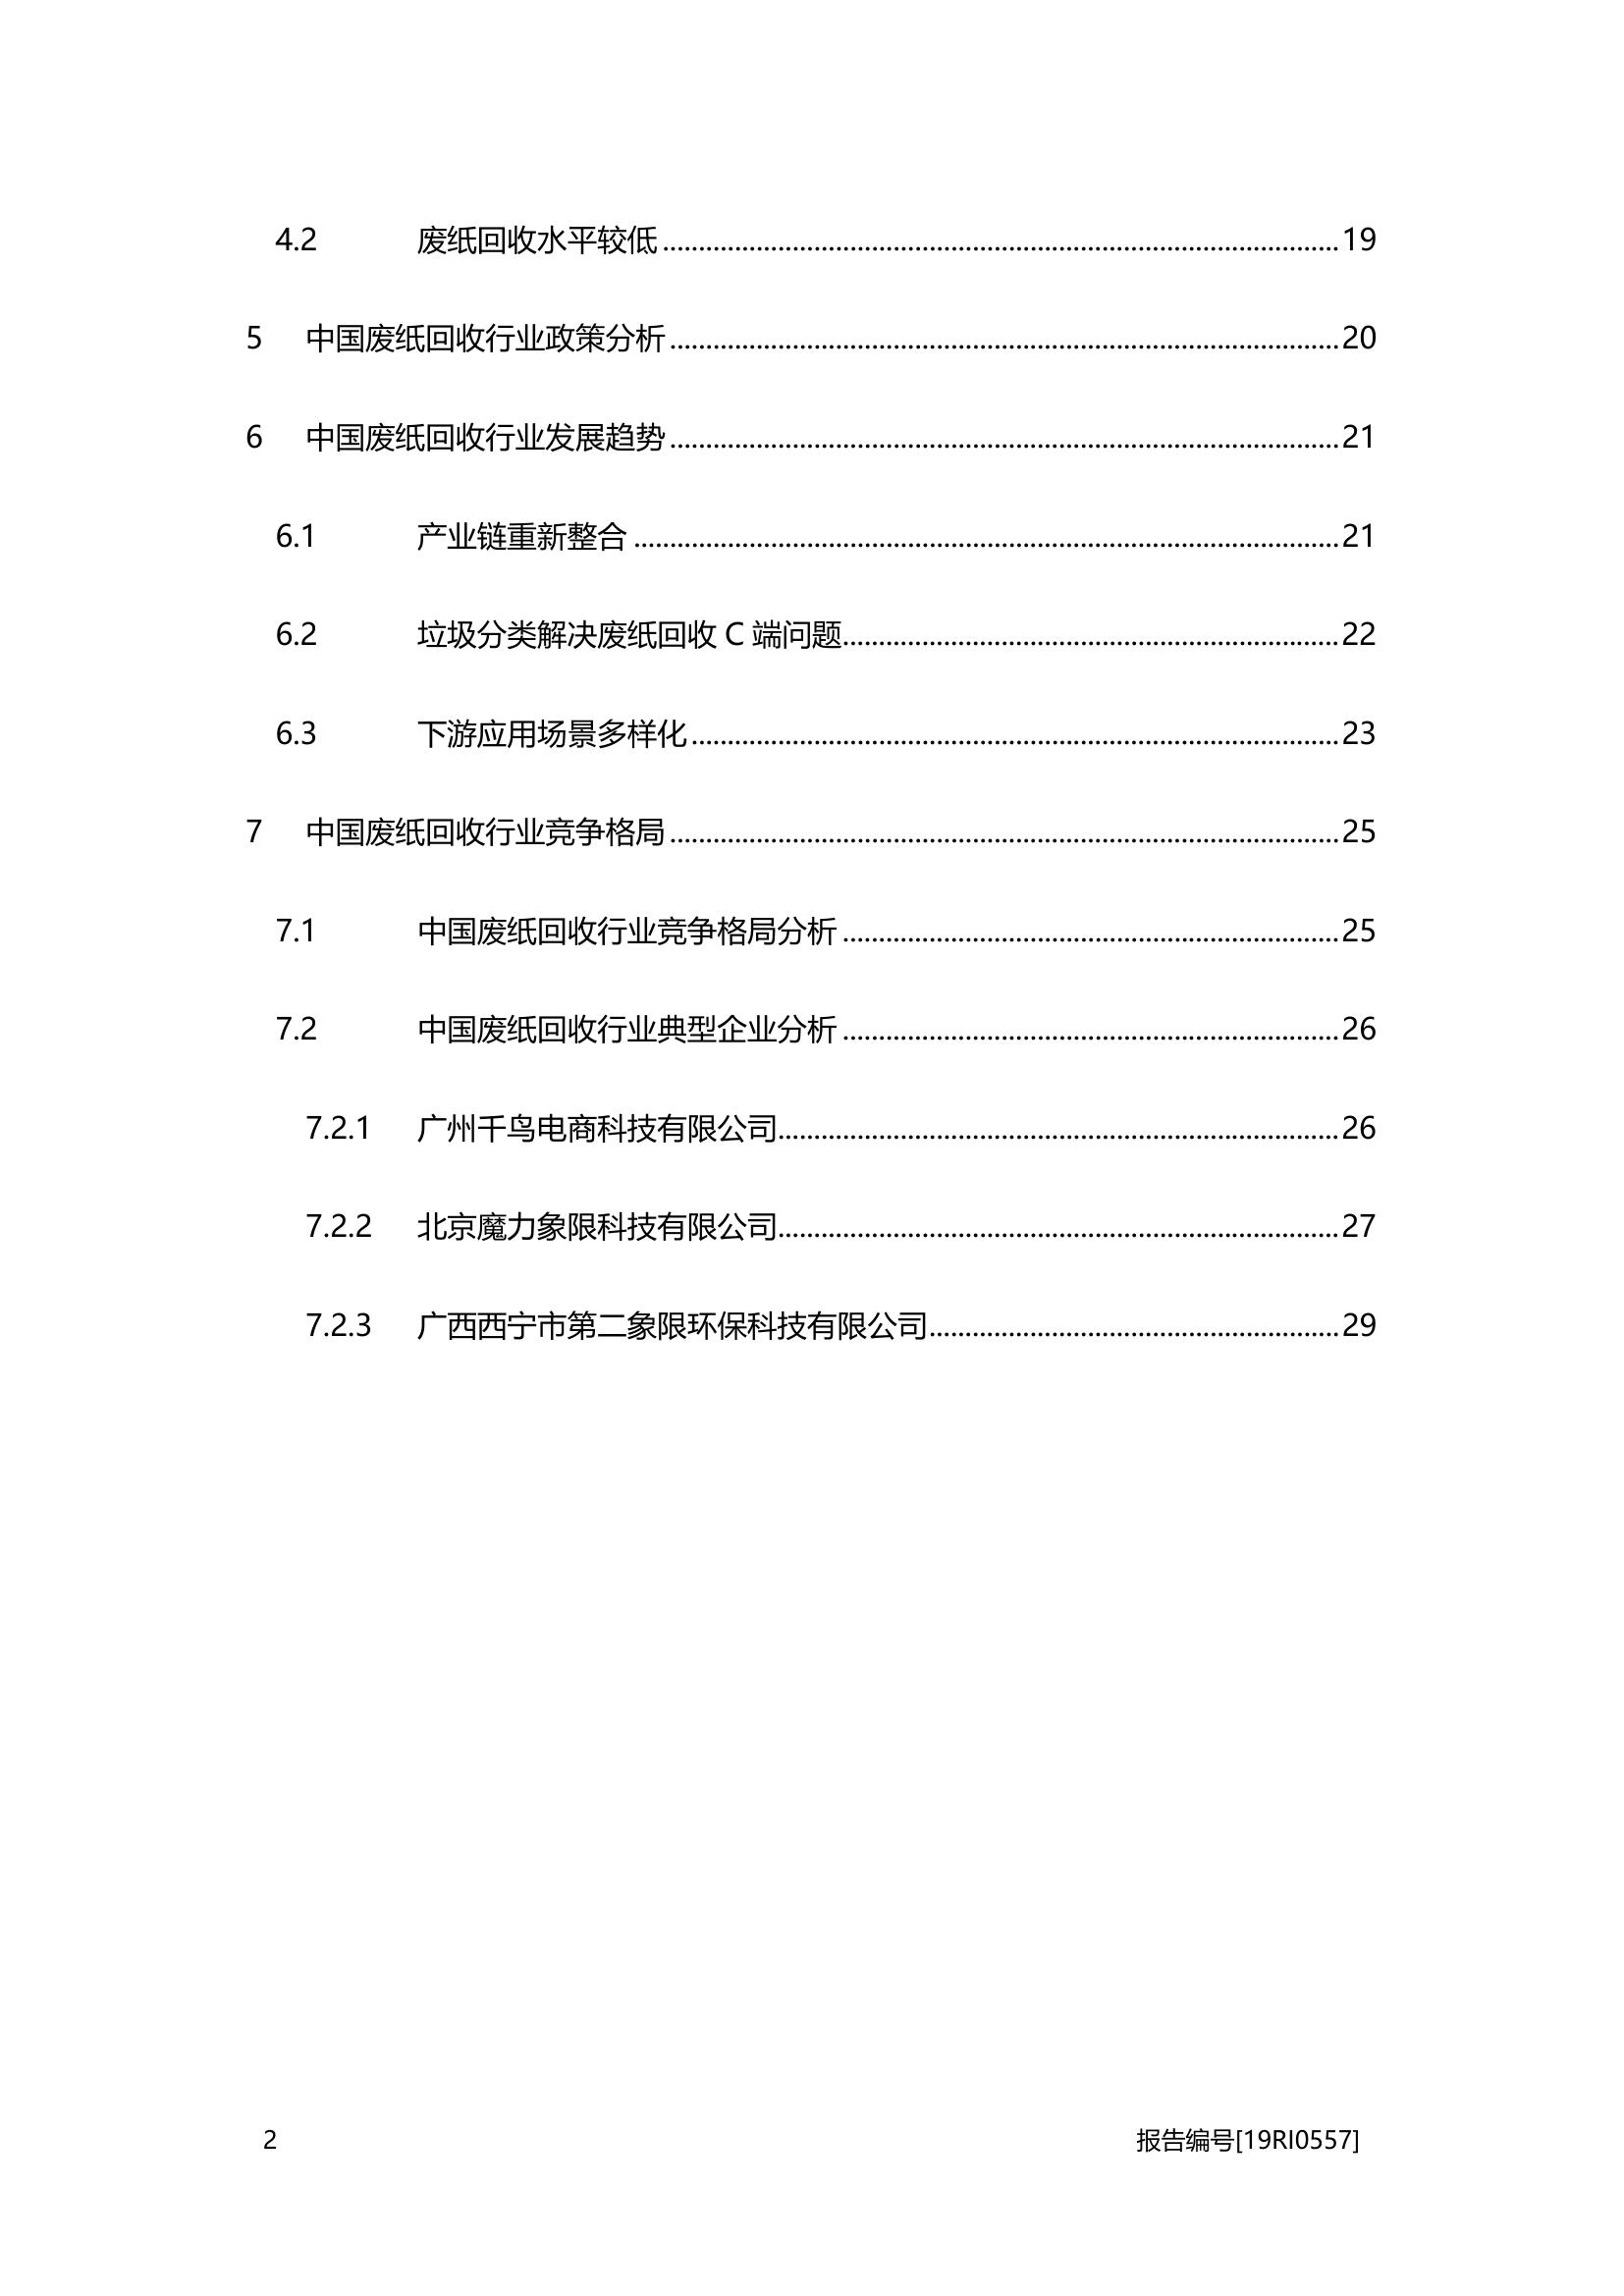 4.2 废纸回收水平较低 19
5 中国废纸回收行业政策分析 20
6 中国废纸回收行业发展趋势 21
6.1 产业链重新整合 21
6.2 垃圾分类解决废纸回收 C 端问题 22
6.3 下游应用场景多样化 23
7 中国废纸回收行业竞争格局 25
7.1 中国废纸回收行业竞争格局分析 25
7.2 中国废纸回收行业典型企业分析 26
7.2.1 广州千鸟电商科技有限公司 26
7.2.2 北京魔力象限科技有限公司 27
7.2.3 广西西宁市第二象限环保科技有限公司 29
2 报告编号[19RI0557]